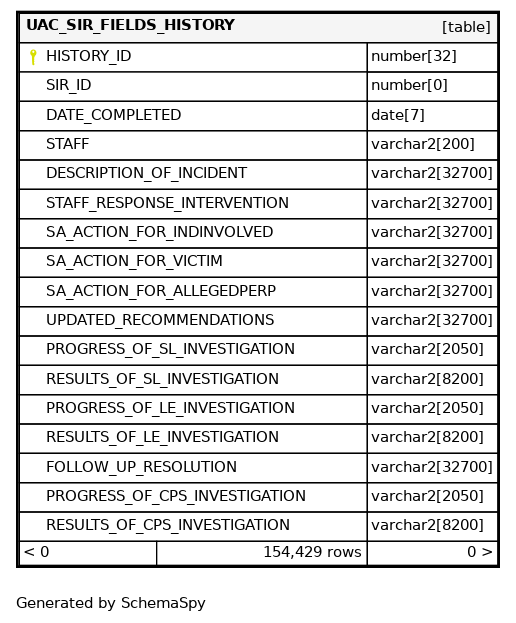 UAC_SIR_FIELDS_HISTORY [table]
HISTORY_ID number[32]
SIR_ID number[0]
DATE_COMPLETED date[7]
STAFF varchar2[200]
DESCRIPTION_OF_INCIDENT varchar2[32700]
STAFF_RESPONSE_INTERVENTION varchar2[32700]
SA_ACTION_FOR_INDINVOLVED varchar2[32700]
SA_ACTION_FOR_VICTIM varchar2[32700]
SA_ACTION_FOR_ALLEGEDPERP varchar2[32700]
UPDATED_RECOMMENDATIONS varchar2[32700]
PROGRESS_OF_SL_INVESTIGATION varchar2[2050]
RESULTS_OF_SL_INVESTIGATION varchar2[8200]
PROGRESS_OF_LE_INVESTIGATION varchar2[2050]
RESULTS_OF_LE_INVESTIGATION varchar2[8200]
FOLLOW_UP_RESOLUTION varchar2[32700]
PROGRESS_OF_CPS_INVESTIGATION varchar2[2050]
RESULTS_OF_CPS_INVESTIGATION varchar2[8200]
< 0 154,429 rows 0 >
Generated by SchemaSpy